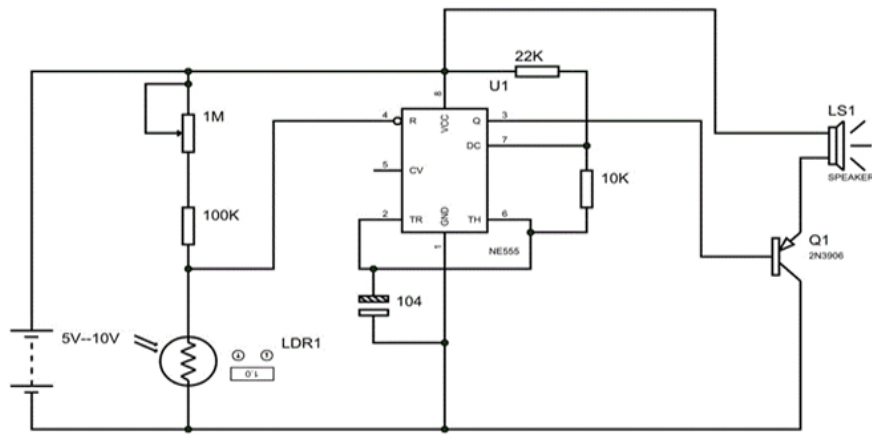 22K
U1
1M
8
4
R
VCC
Q
3
DC
7
LS1
SPEAKER
5
CV
10K
100K
2
TR
GND
TH
6
1
NE555
Q1
2N3906
104
5V--10V
LDR1
1.0